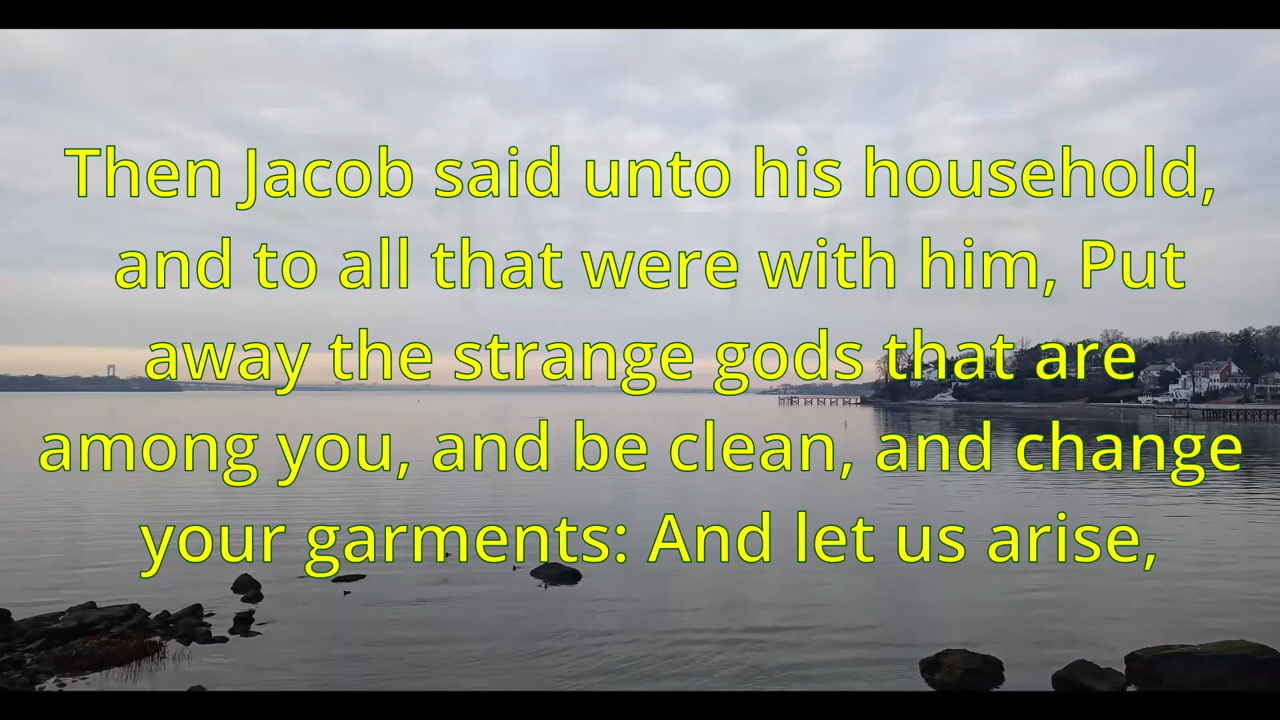 Then Jacob said unto his household,
and to all that were with him, Put
away the strange gods that are
among you, and be clean, and change
your garments: And let us arise,